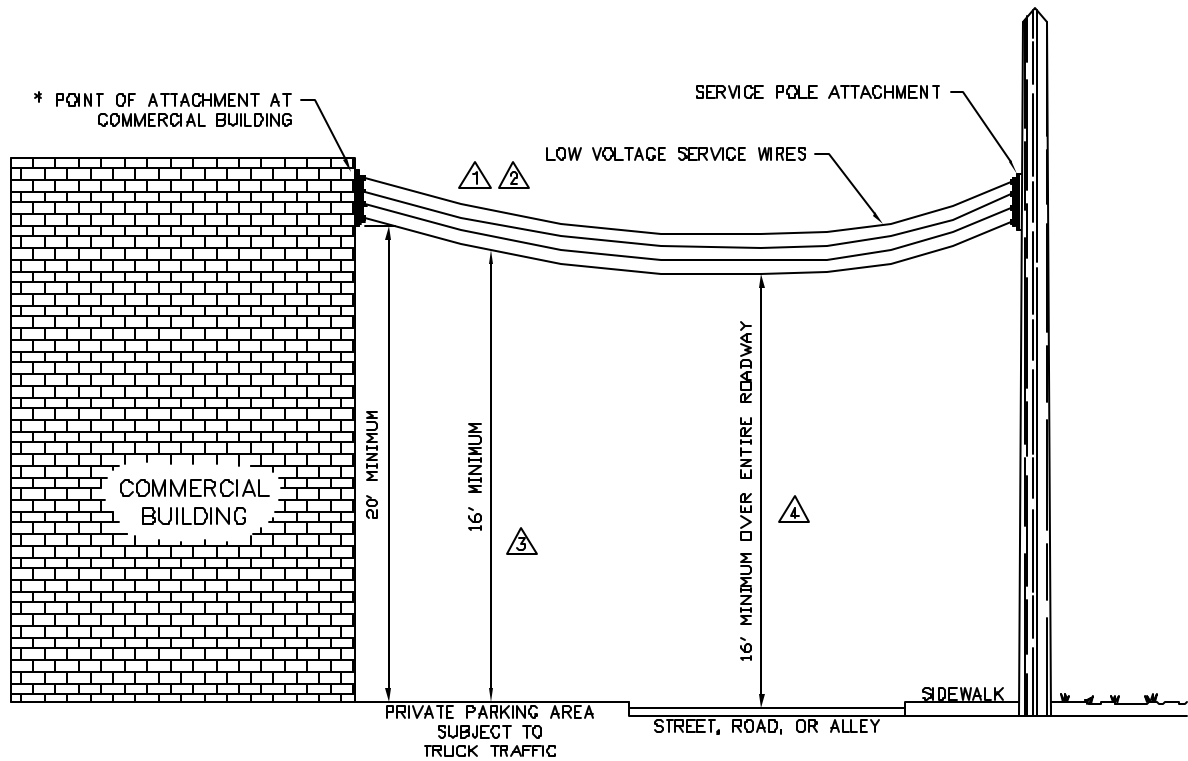 * POINT OF ATTACHMENT AT
COMMERCIAL BUILDING
SERVICE POLE ATTACHMENT
LOW VOLTAGE SERVICE WIRES
1
2
20' MINIMUM
16' MINIMUM
3
16' MINIMUM OVER ENTIRE ROADWAY
4
COMMERCIAL
BUILDING
PRIVATE PARKING AREA
SUBJECT TO
TRUCK TRAFFIC
STREET, ROAD, OR ALLEY
SIDEWALK